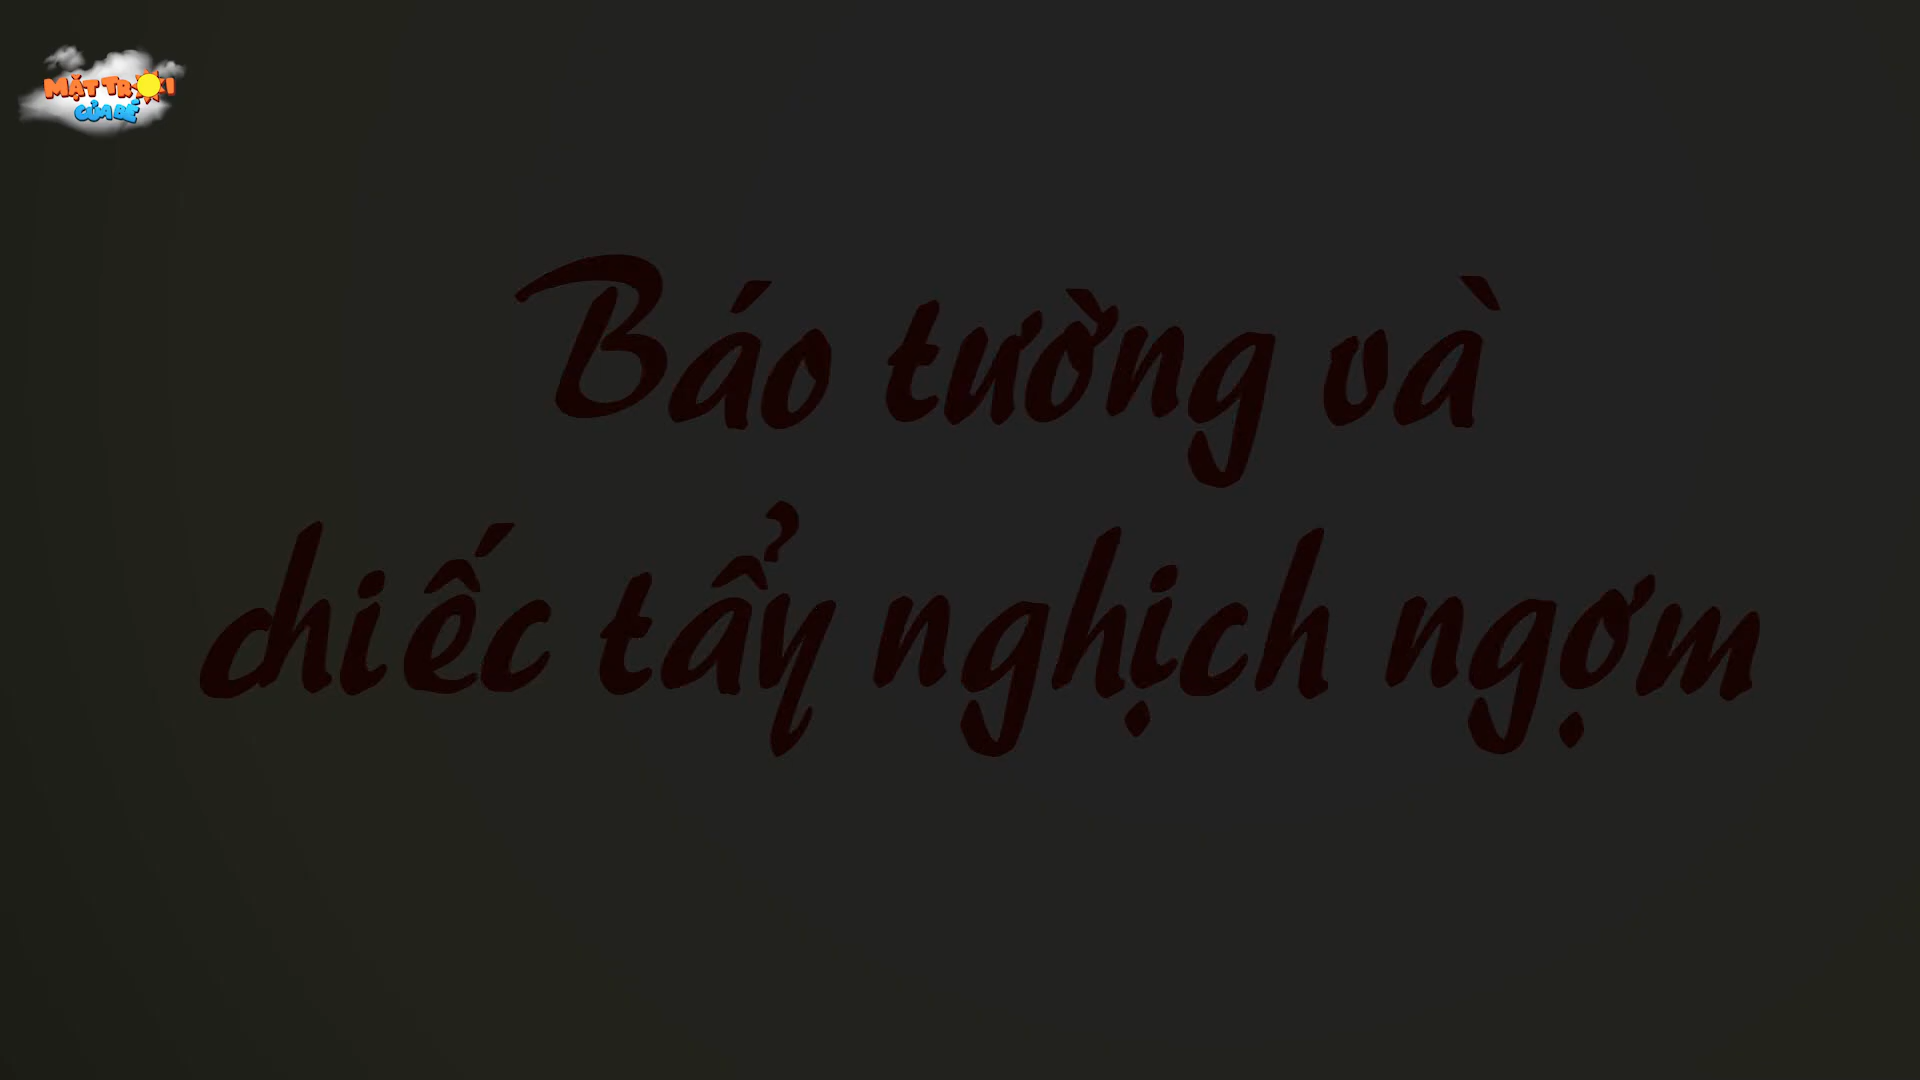 MẶT TRỜI
CỦA BÉ
Báo tường và
chiếc tẩy nghịch ngợm